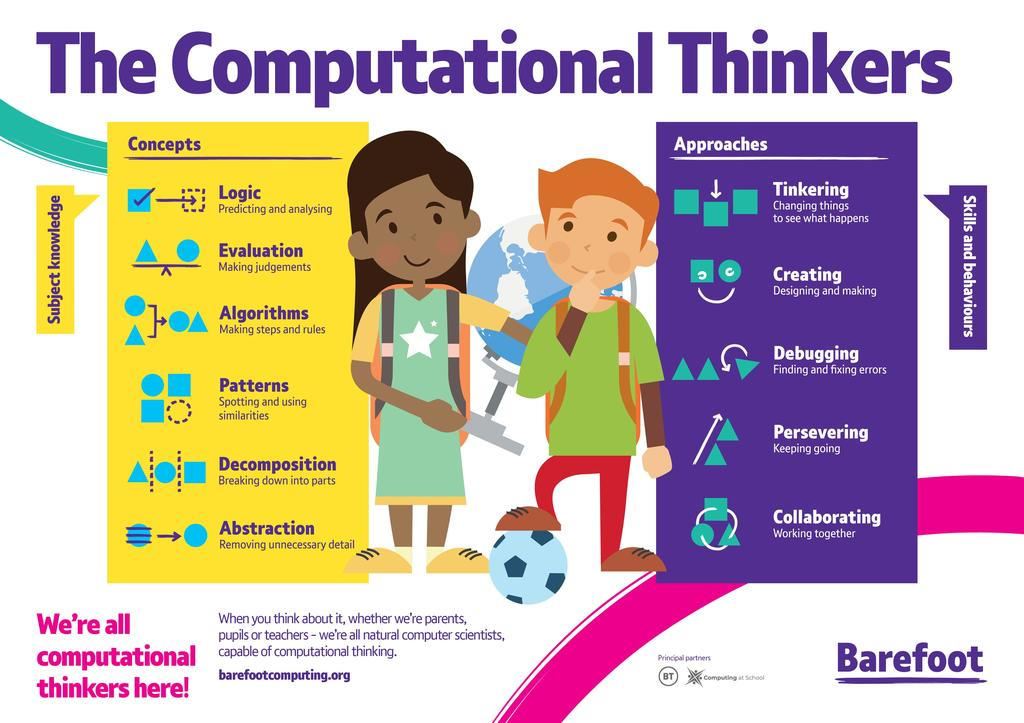 The Computational Thinkers
Subject knowledge
Concepts
Logic
Predicting and analysing
Evaluation
Making judgements
Algorithms
Making steps and rules
Patterns
Spotting and using
similarities
Decomposition
Breaking down into parts
Abstraction
Removing unnecessary detail
Approaches
Tinkering
Changing things
to see what happens
Creating
Designing and making
Debugging
Finding and fixing errors
Persevering
Keeping going
Collaborating
Working together
Skills and behaviours
We're all
computational
thinkers here!
When you think about it, whether we're parents,
pupils or teachers – we're all natural computer scientists,
capable of computational thinking.
barefootcomputing.org
Principal partners
BT
Computing at School
Barefoot